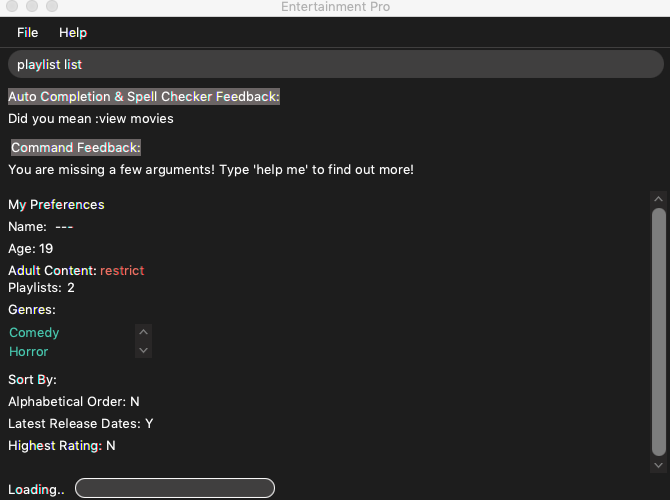 Entertainment Pro
File Help
playlist list
Auto Completion & Spell Checker Feedback:
Did you mean :view movies
Command Feedback:
You are missing a few arguments! Type 'help me' to find out more!
My Preferences
Name: ---
Age: 19
Adult Content: restrict
Playlists: 2
Genres:
Comedy
Horror
Sort By:
Alphabetical Order: N
Latest Release Dates: Y
Highest Rating: N
Loading..